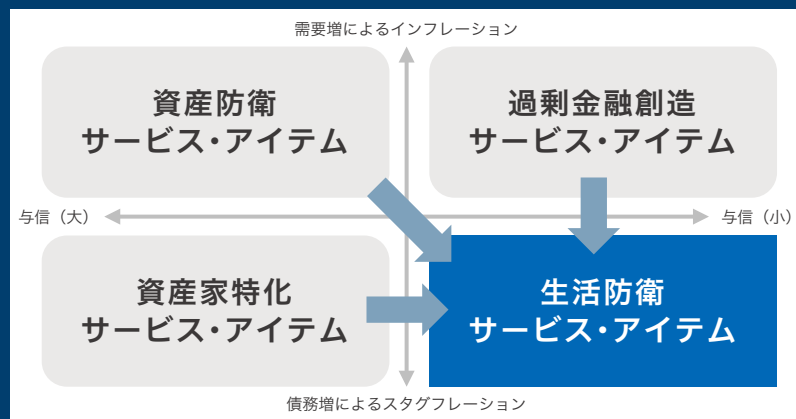 需要増によるインフレーション
資産防衛
サービス・アイテム
過剰金融創造
サービス・アイテム
与信（大）
与信（小）
資産家特化
サービス・アイテム
生活防衛
サービス・アイテム
債務増によるスタグフレーション